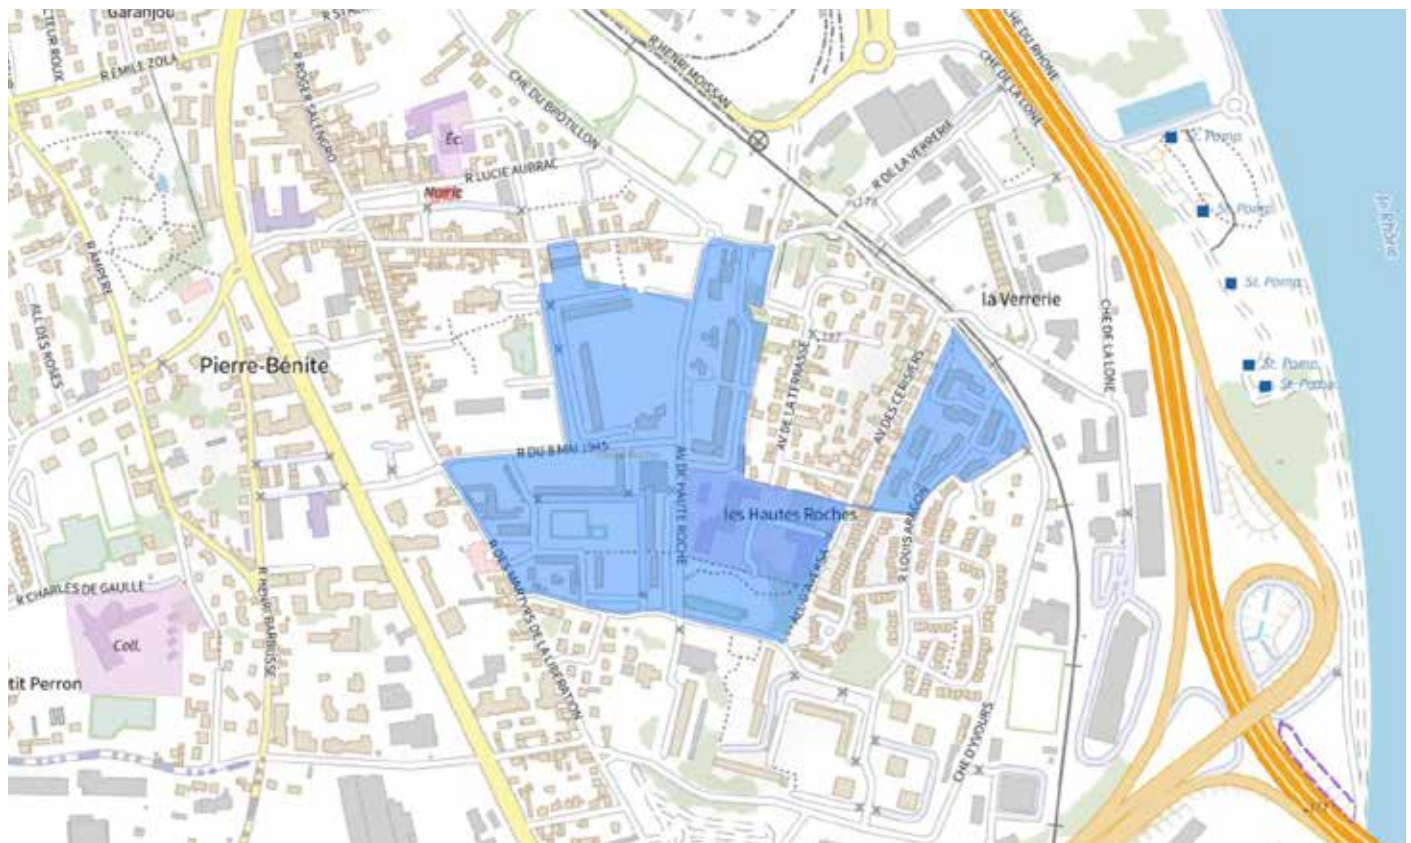 Garanjou
R ÉMILE ZOLA
R ROGER SALENGRO
CHE DU BROTILLON
R HENRI MOISSAN
CHE DU RHÔNE
CHE DE LA LÔNE
Éc.
R LUCIE AUBRAC
Mairie
R DE LA VERRERIE
St. Pomp.
St. Pomp.
St. Pomp.
St. Pomp.
St. Pomp.
R AMPÈRE
ALL DES ROSES
Pierre-Bénite
la Verrerie
CHE DE LA LONE
AV DE LA TERRASSE
AV DES CERISIERS
R DU 8 MAI 1945
AV DE HAUTE ROCHE
les Hautes Roches
R LOUIS ARAGON
R DES MARTYRS DE LA LIBÉRATION
R CHARLES DE GAULLE
R HENRI BARBUSSE
Coll.
tit Perron
CHE D'YVOURS